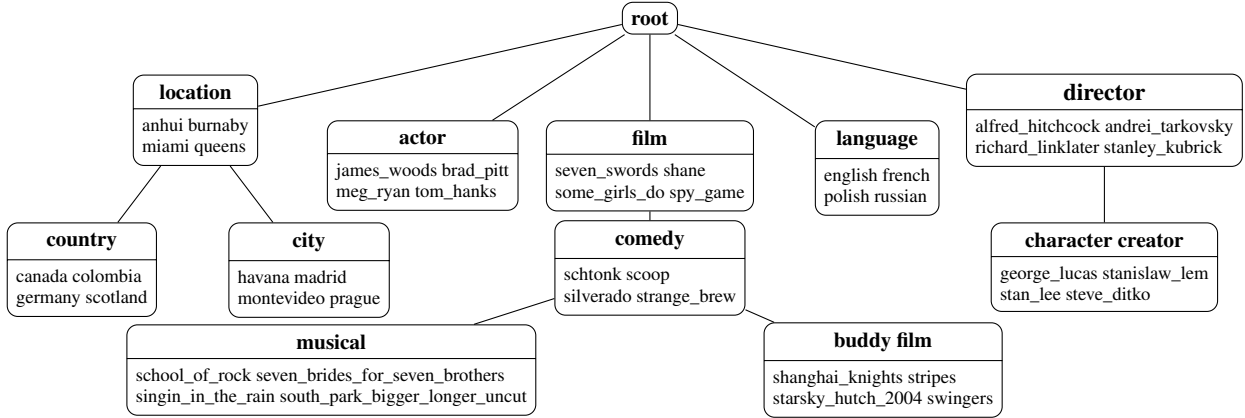 root
location
anhui burnaby
miami queens
actor
james_woods brad_pitt
meg_ryan tom_hanks
film
seven_swords shane
some_girls_do spy_game
language
english french
polish russian
director
alfred_hitchcock andrei_tarkovsky
richard_linklater stanley_kubrick
country
canada colombia
germany scotland
city
havana madrid
montevideo prague
comedy
schtonk scoop
silverado strange_brew
character creator
george_lucas stanislaw_lem
stan_lee steve_ditko
musical
school_of_rock seven_brides_for_seven_brothers
singin_in_the_rain south_park_bigger_longer_uncut
buddy film
shanghai_knights stripes
starsky_hutch_2004 swingers